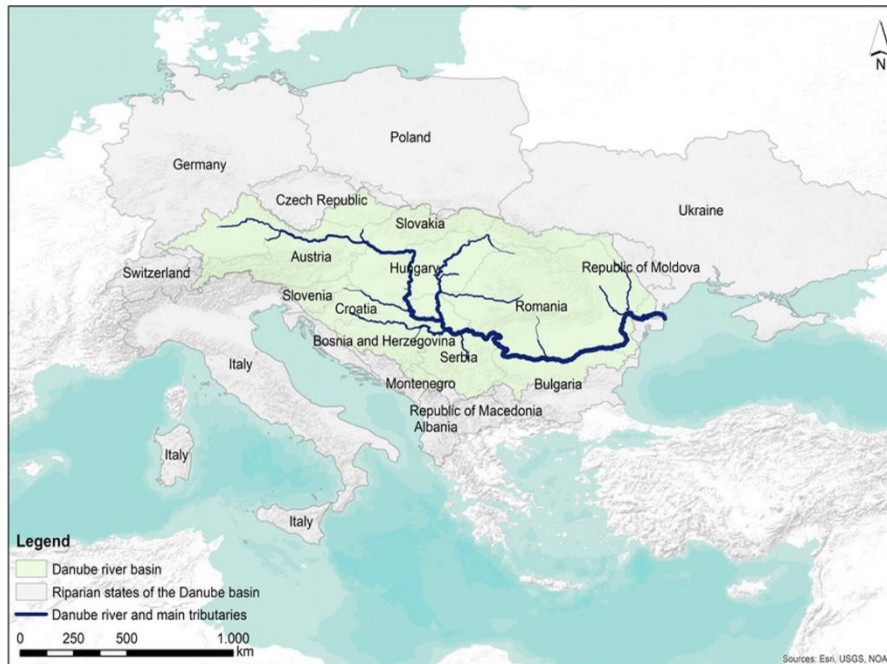 N
Poland
Germany
Czech Republic
Ukraine
Slovakia
Austria
Hungary
Republic of Moldova
Switzerland
Slovenia
Croatia
Romania
Bosnia and Herzegovina
Serbia
Italy
Montenegro
Bulgaria
Republic of Macedonia
Albania
Italy
Italy
Legend
Danube river basin
Riparian states of the Danube basin
Danube river and main tributaries
0 250 500 1.000
km
Sources: Esri, USGS, NOA